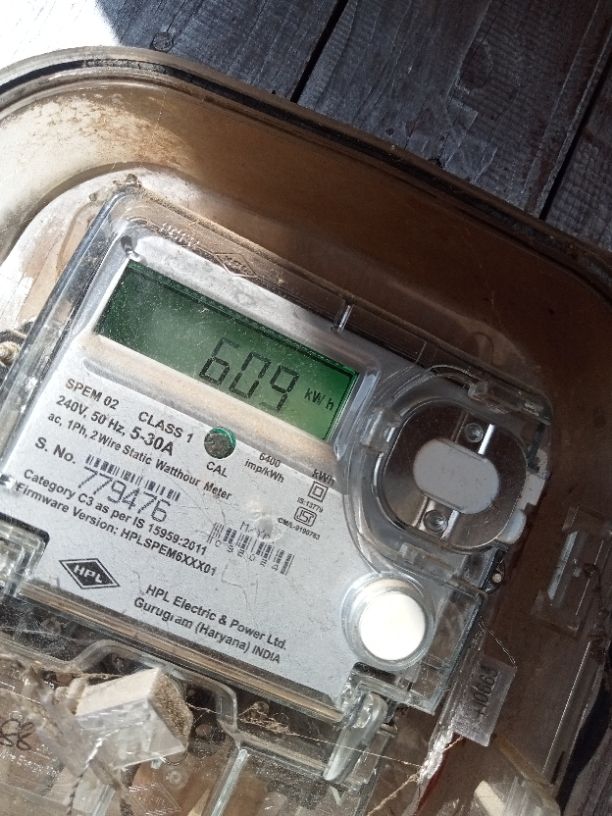 609 kWh
SPEM 02 CLASS 1
240V, 50 Hz, 5-30A
ac, 1Ph, 2 Wire Static Watthour Meter
CAL
6400
imp/kWh
kWh
IS:13779
S. No.
779476
Category C3 as per IS 15959:2011
Firmware Version: HPLSPEM6XXX01
HPL
HPL Electric & Power Ltd.
Gurugram (Haryana) INDIA